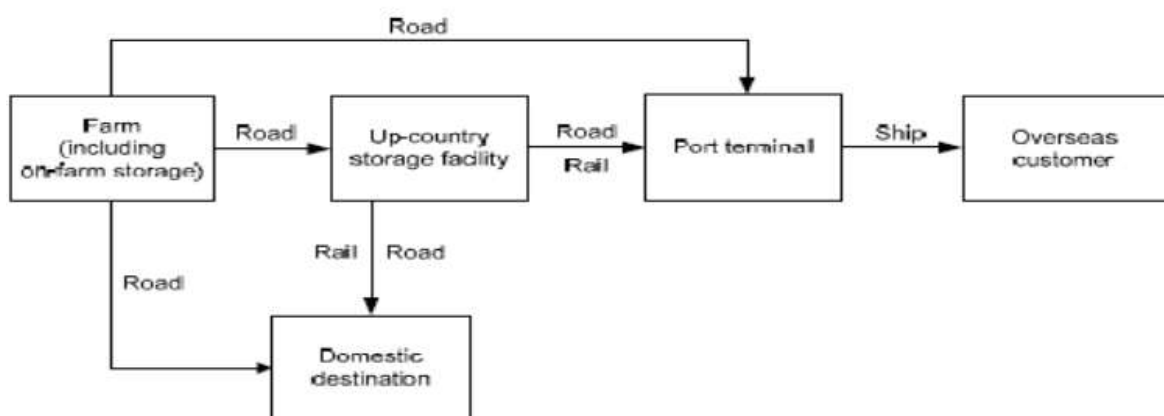 Road
Farm
(including
on-farm storage)
Road
Up-country
storage facility
Road
Rail
Port terminal
Ship
Overseas
customer
Rail
Road
Road
Domestic
destination